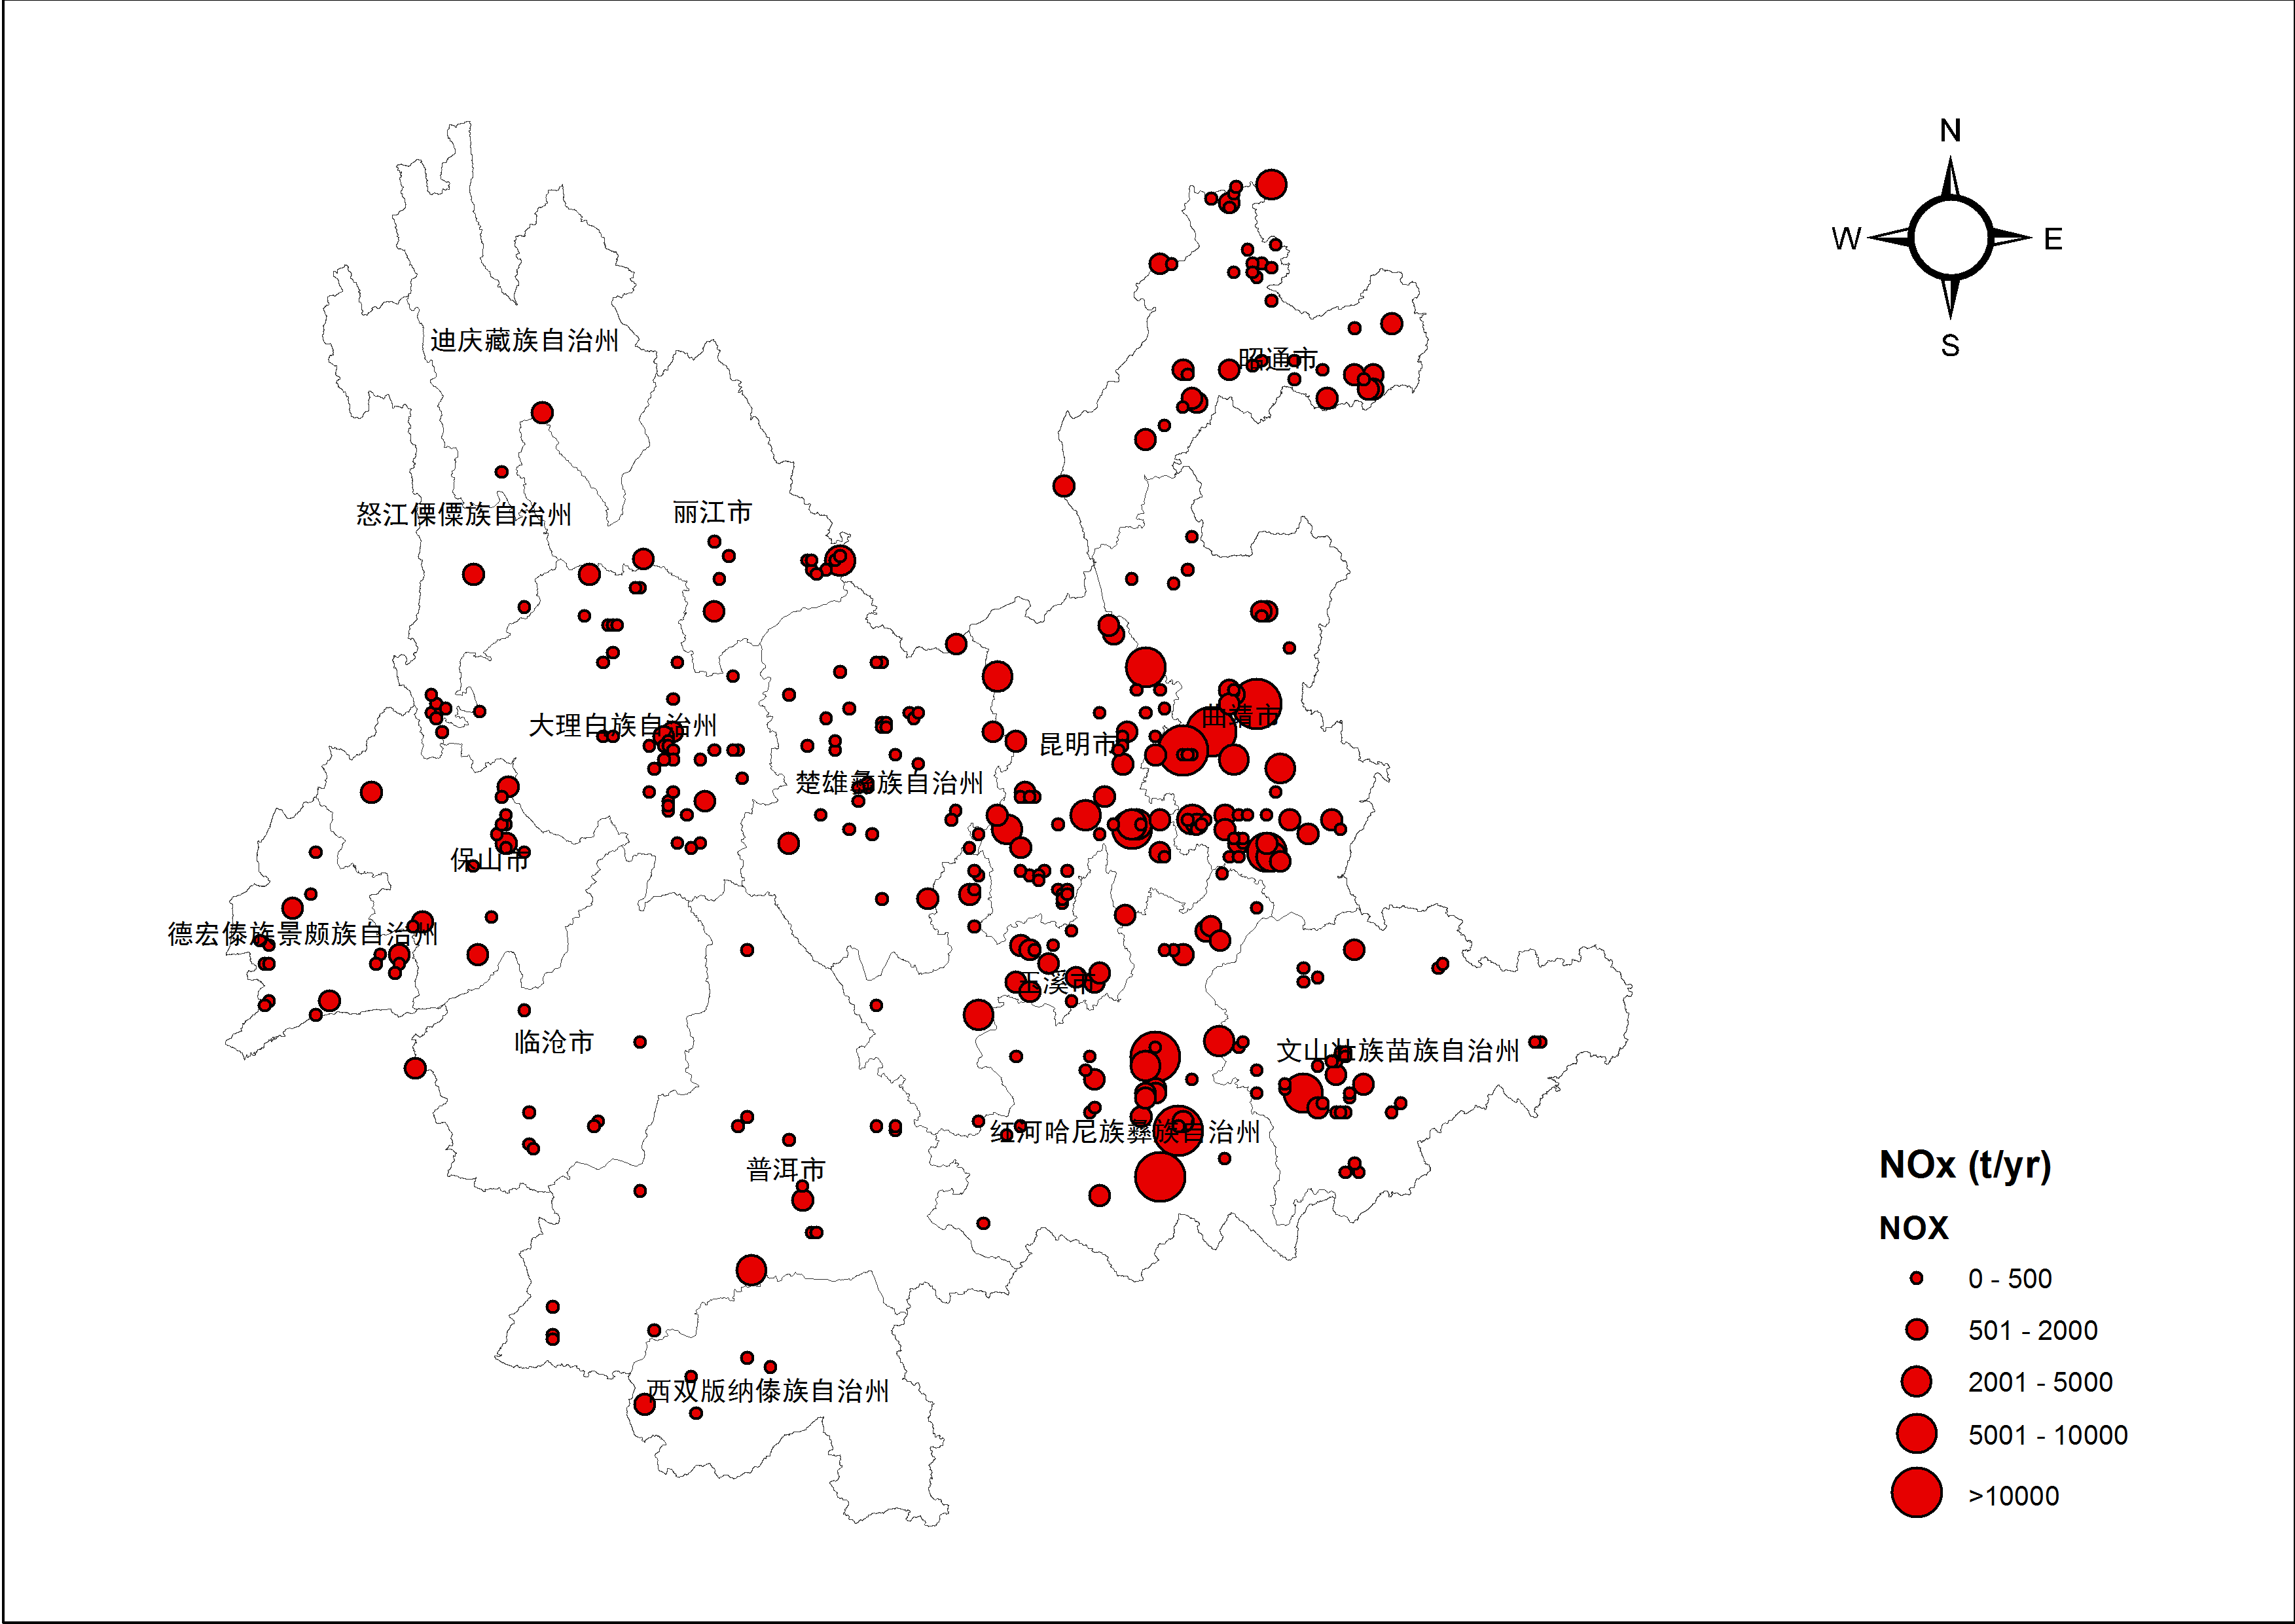 N
W
E
S
迪庆藏族自治州
昭通市
怒江傈僳族自治州
丽江市
曲靖市
大理白族自治州
昆明市
楚雄彝族自治州
保山市
德宏傣族景颇族自治州
玉溪市
临沧市
文山壮族苗族自治州
红河哈尼族彝族自治州
普洱市
西双版纳傣族自治州
NOx (t/yr)
NOX
0 - 500
501 - 2000
2001 - 5000
5001 - 10000
>10000